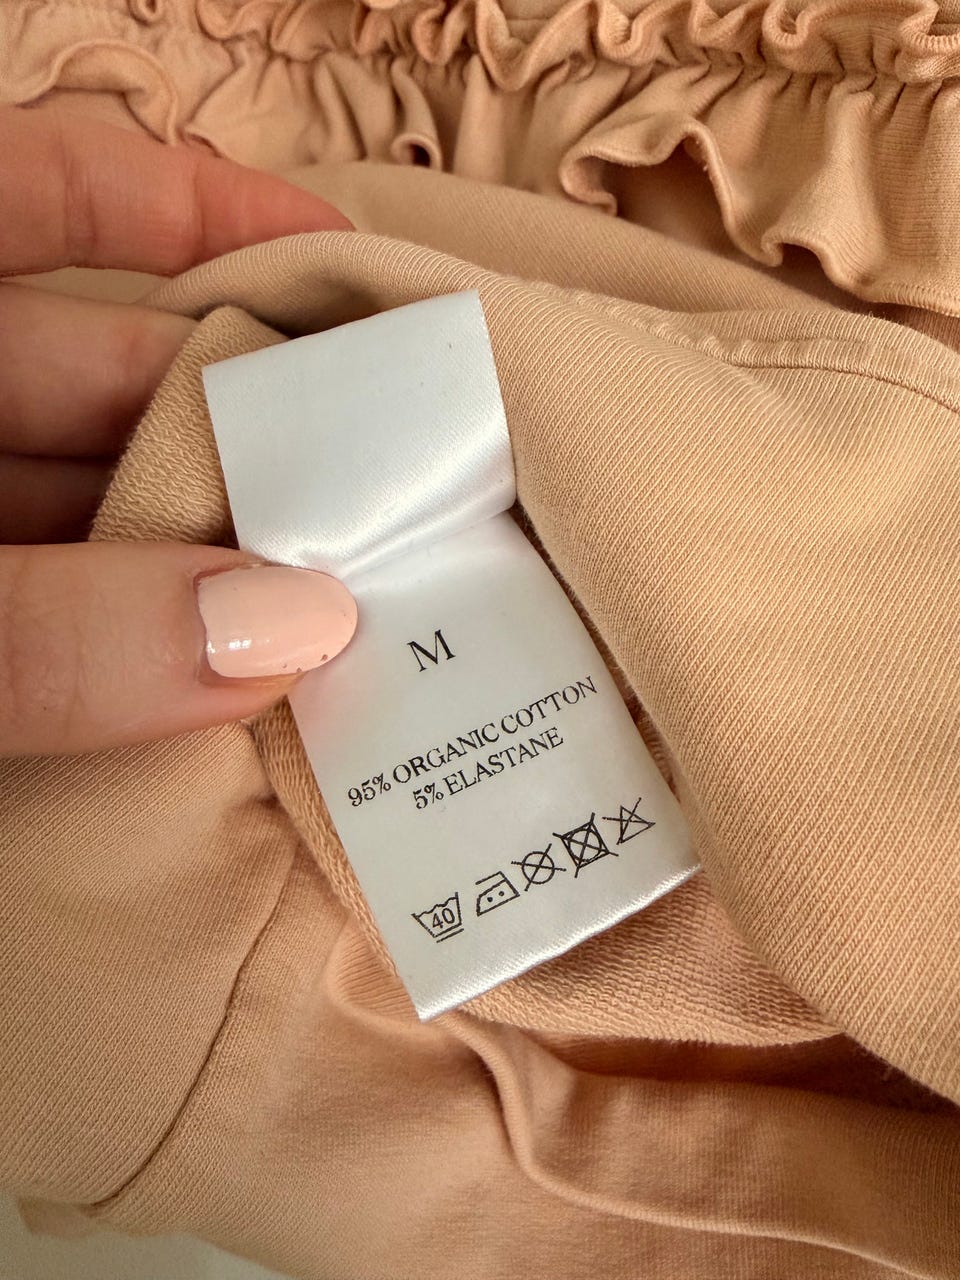 M
95% ORGANIC COTTON
5% ELASTANE
40